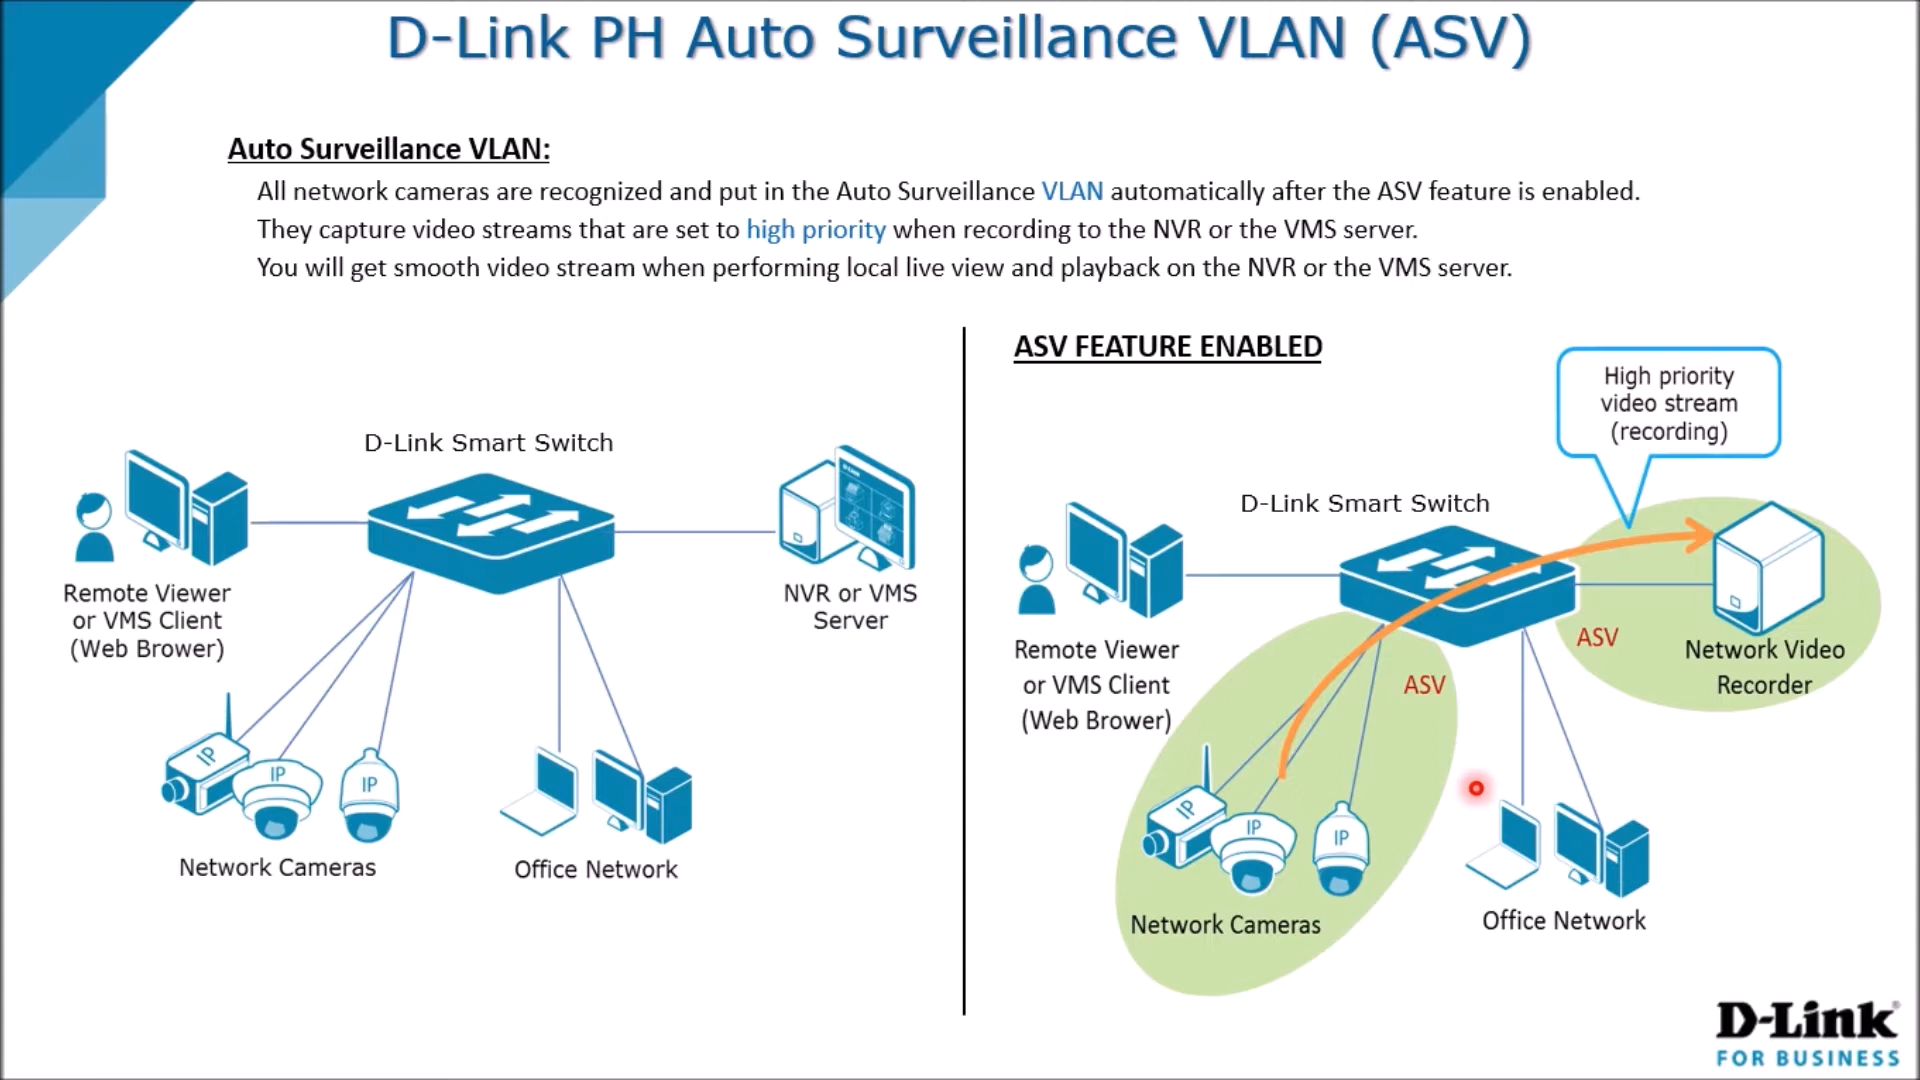 D-Link PH Auto Surveillance VLAN (ASV)
Auto Surveillance VLAN:
All network cameras are recognized and put in the Auto Surveillance VLAN automatically after the ASV feature is enabled.
They capture video streams that are set to high priority when recording to the NVR or the VMS server.
You will get smooth video stream when performing local live view and playback on the NVR or the VMS server.
D-Link Smart Switch
Remote Viewer
or VMS Client
(Web Brower)
NVR or VMS
Server
IP
IP
IP
Network Cameras
Office Network
ASV FEATURE ENABLED
High priority
video stream
(recording)
D-Link Smart Switch
Remote Viewer
or VMS Client
(Web Brower)
ASV
ASV
Network Video
Recorder
IP
IP
IP
Network Cameras
Office Network
D-Link®
FOR BUSINESS